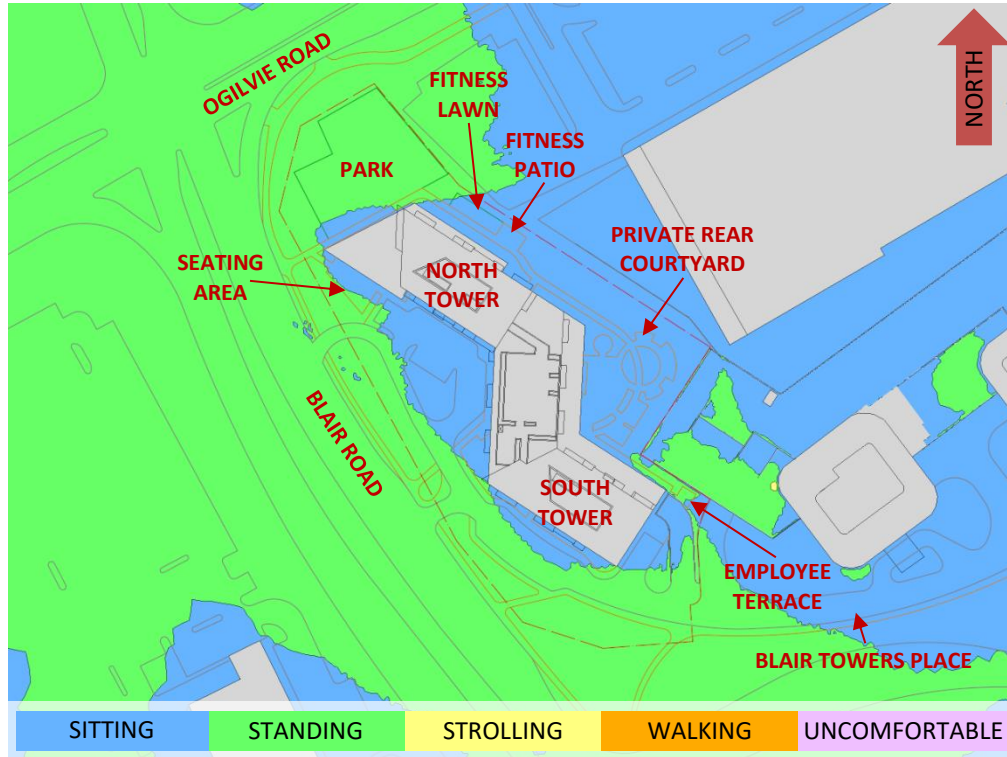 OGILVIE ROAD
NORTH
FITNESS
LAWN
FITNESS
PATIO
PARK
PRIVATE REAR
COURTYARD
SEATING
AREA
NORTH
TOWER
BLAIR ROAD
SOUTH
TOWER
EMPLOYEE
TERRACE
BLAIR TOWERS PLACE
SITTING
STANDING
STROLLING
WALKING
UNCOMFORTABLE